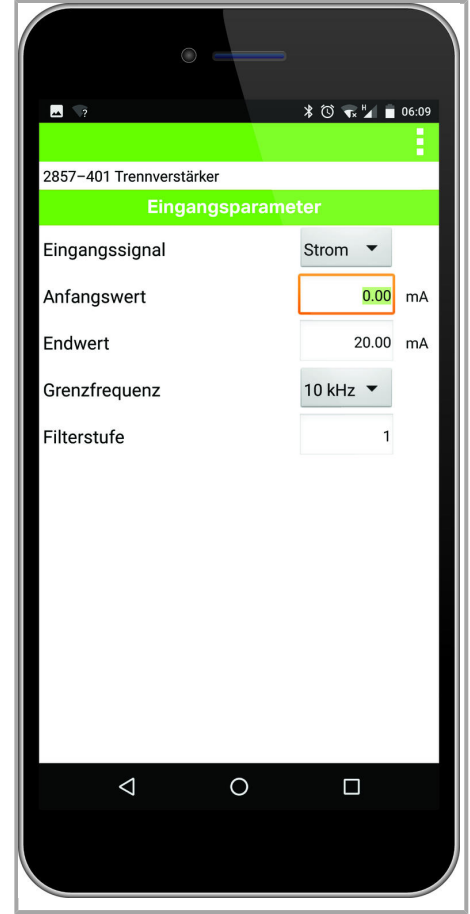 ? H 06:09
2857–401 Trennverstärker
Eingangsparameter
Eingangssignal Strom
Anfangswert 0.00 mA
Endwert 20.00 mA
Grenzfrequenz 10 kHz
Filterstufe 1